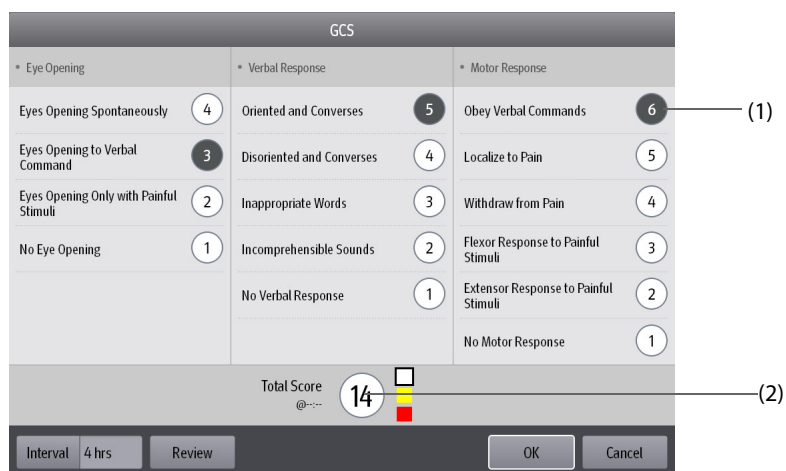 GCS
• Eye Opening
• Verbal Response
• Motor Response
Eyes Opening Spontaneously 4
Eyes Opening to Verbal
Command 3
Eyes Opening Only with Painful
Stimuli 2
No Eye Opening 1
Oriented and Converses 5
Disoriented and Converses 4
Inappropriate Words 3
Incomprehensible Sounds 2
No Verbal Response 1
Obey Verbal Commands 6
Localize to Pain 5
Withdraw from Pain 4
Flexor Response to Painful
Stimuli 3
Extensor Response to Painful
Stimuli 2
No Motor Response 1
(1)
Total Score 14
@--:--
(2)
Interval 4 hrs Review OK Cancel